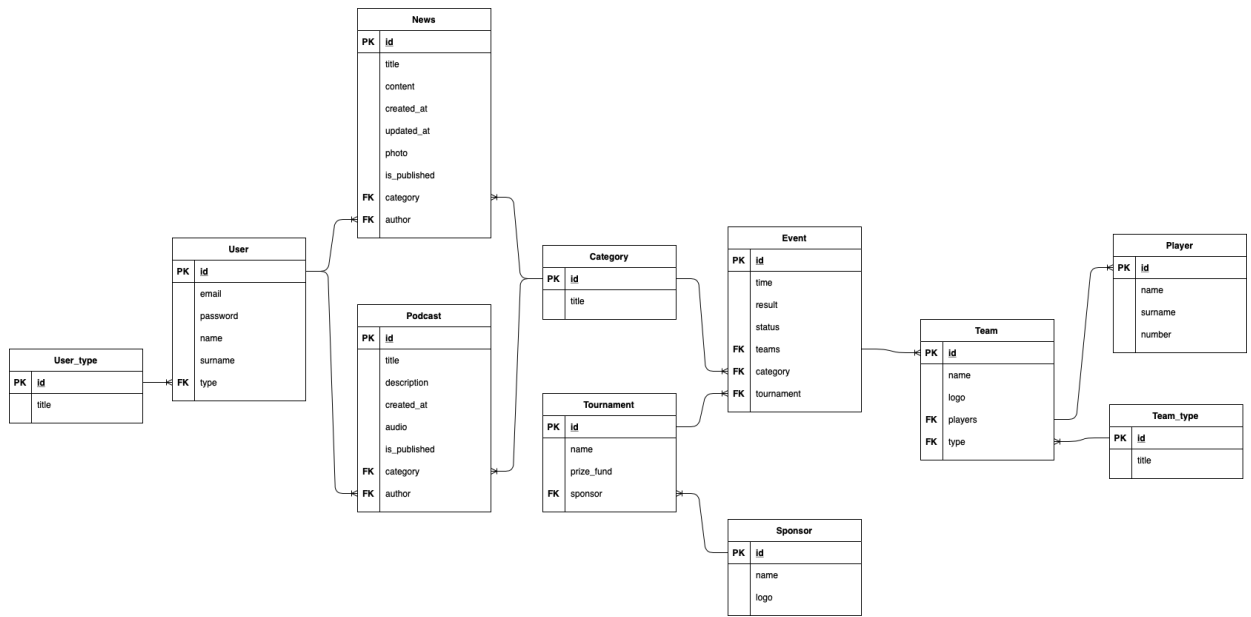 News
PK id
title
content
created_at
updated_at
photo
is_published
FK category
FK author
User
PK id
email
password
name
surname
FK type
User_type
PK id
title
Podcast
PK id
title
description
created_at
audio
is_published
FK category
FK author
Category
PK id
title
Tournament
PK id
name
prize_fund
FK sponsor
Event
PK id
time
result
status
FK teams
FK category
FK tournament
Sponsor
PK id
name
logo
Team
PK id
name
logo
FK players
FK type
Player
PK id
name
surname
number
Team_type
PK id
title